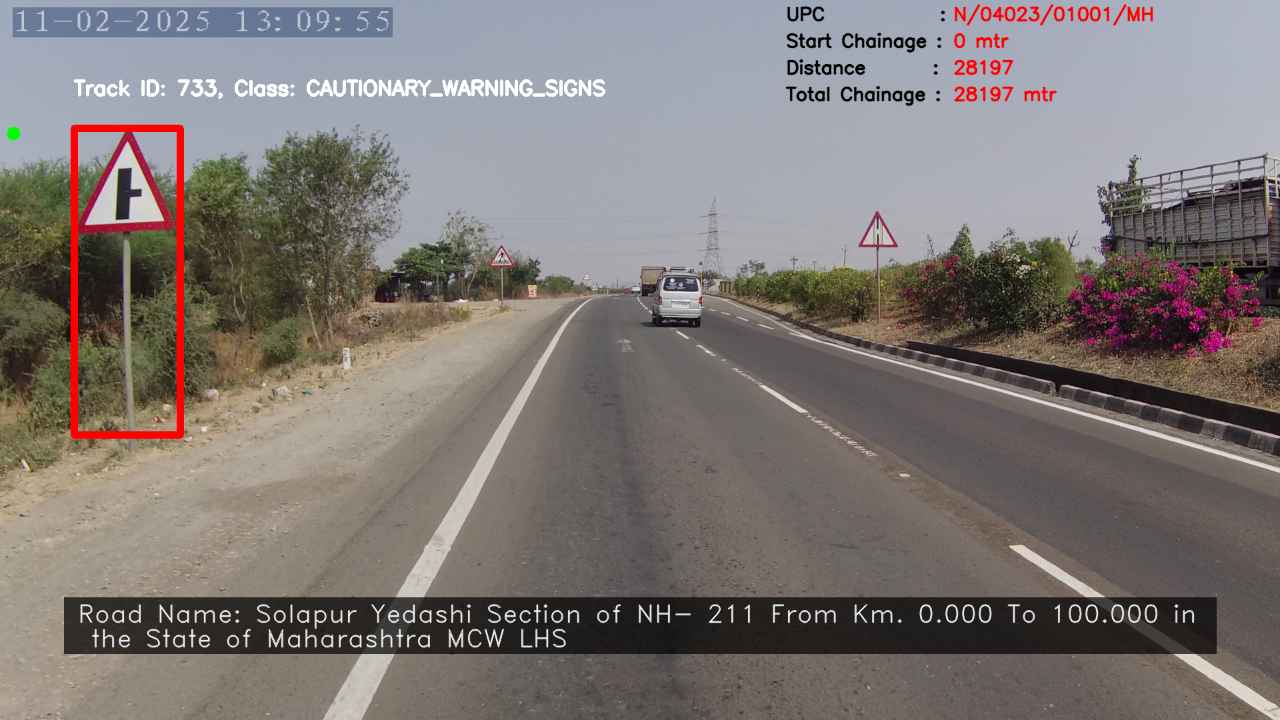 11-02-2025 13:09:55
UPC : N/04023/01001/MH
Start Chainage : 0 mtr
Distance : 28197
Total Chainage : 28197 mtr
Track ID: 733, Class: CAUTIONARY_WARNING_SIGNS
Road Name: Solapur Yedashi Section of NH- 211 From Km. 0.000 To 100.000 in
the State of Maharashtra MCW LHS